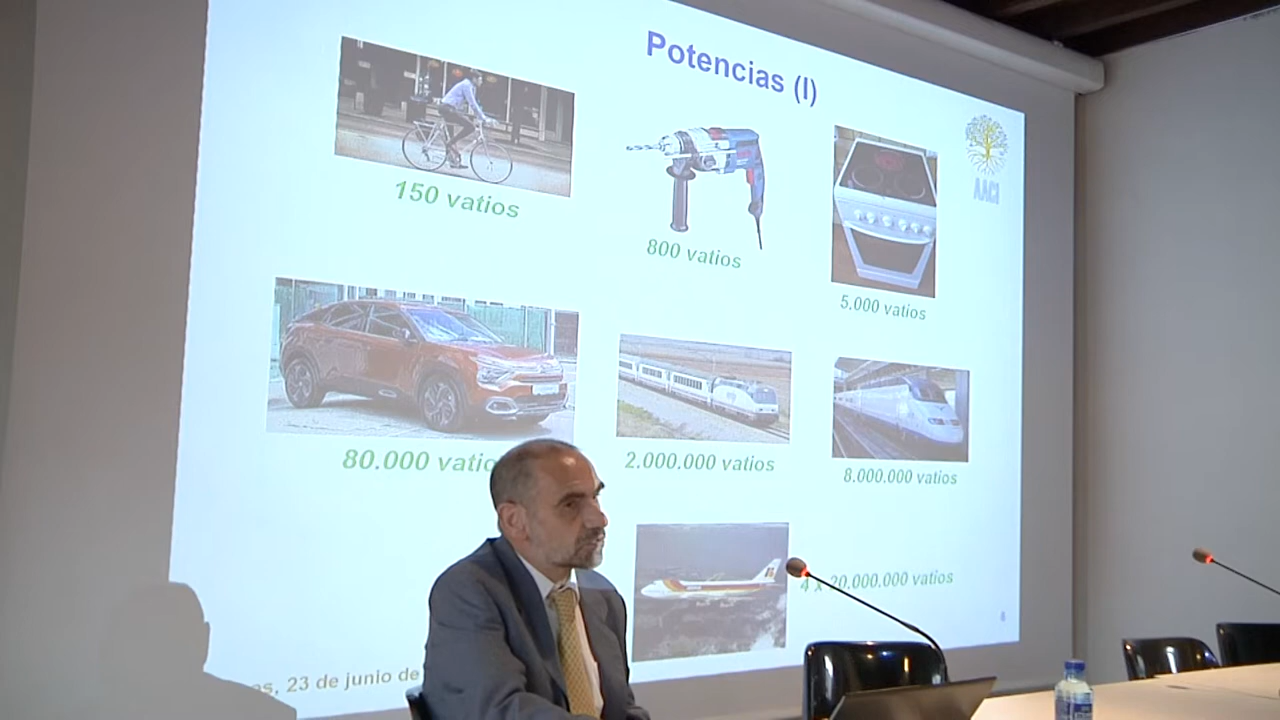 Potencias (I)
AACI
150 vatios
800 vatios
5.000 vatios
80.000 vatio
2.000.000 vatios
8.000.000 vatios
4 x 20.000.000 vatios
23 de junio de